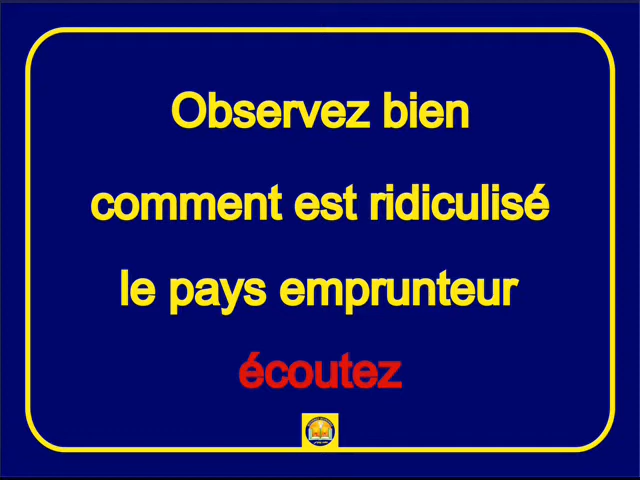 Observez bien
comment est ridiculisé
le pays emprunteur
écoutez